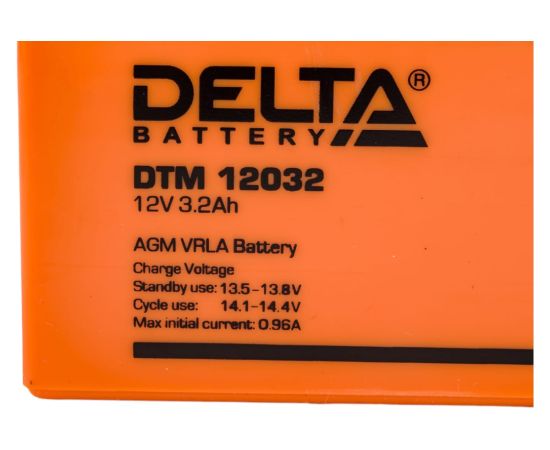 DELTA®
BATTERY
DTM 12032
12V 3.2Ah
AGM VRLA Battery
Charge Voltage
Standby use: 13.5-13.8V
Cycle use: 14.1-14.4V
Max initial current: 0.96A